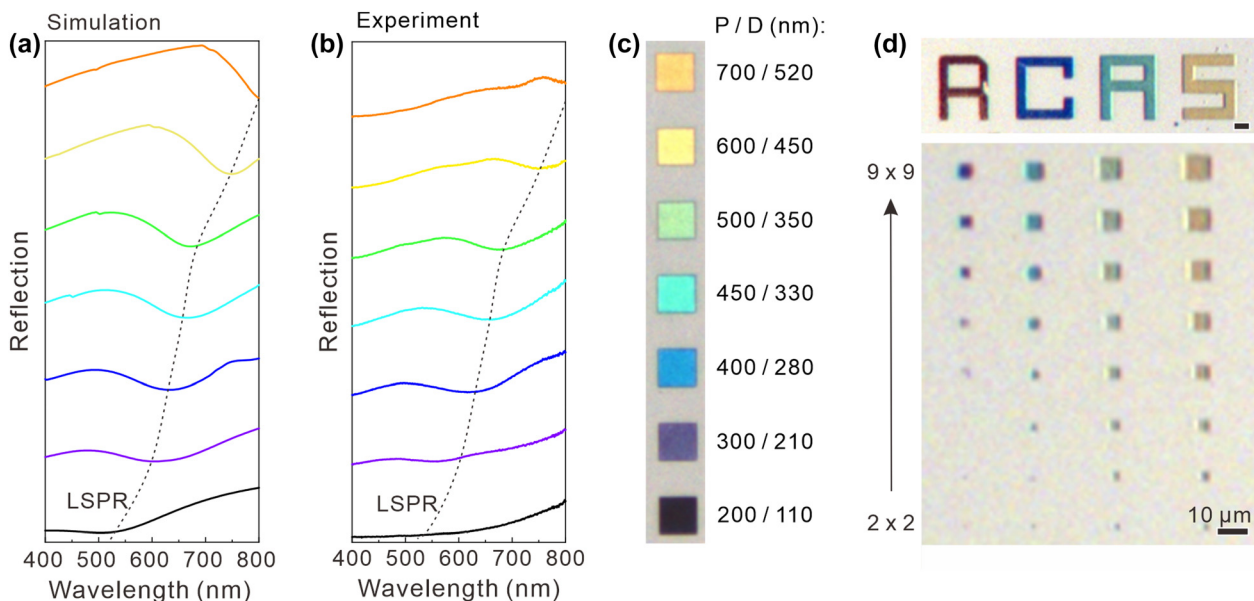 (a)
Simulation
Reflection
LSPR
400 500 600 700 800
Wavelength (nm)
(b)
Experiment
Reflection
LSPR
400 500 600 700 800
Wavelength (nm)
(c)
P / D (nm):
700 / 520
600 / 450
500 / 350
450 / 330
400 / 280
300 / 210
200 / 110
(d)
R C A S
9 x 9
2 x 2
10 µm